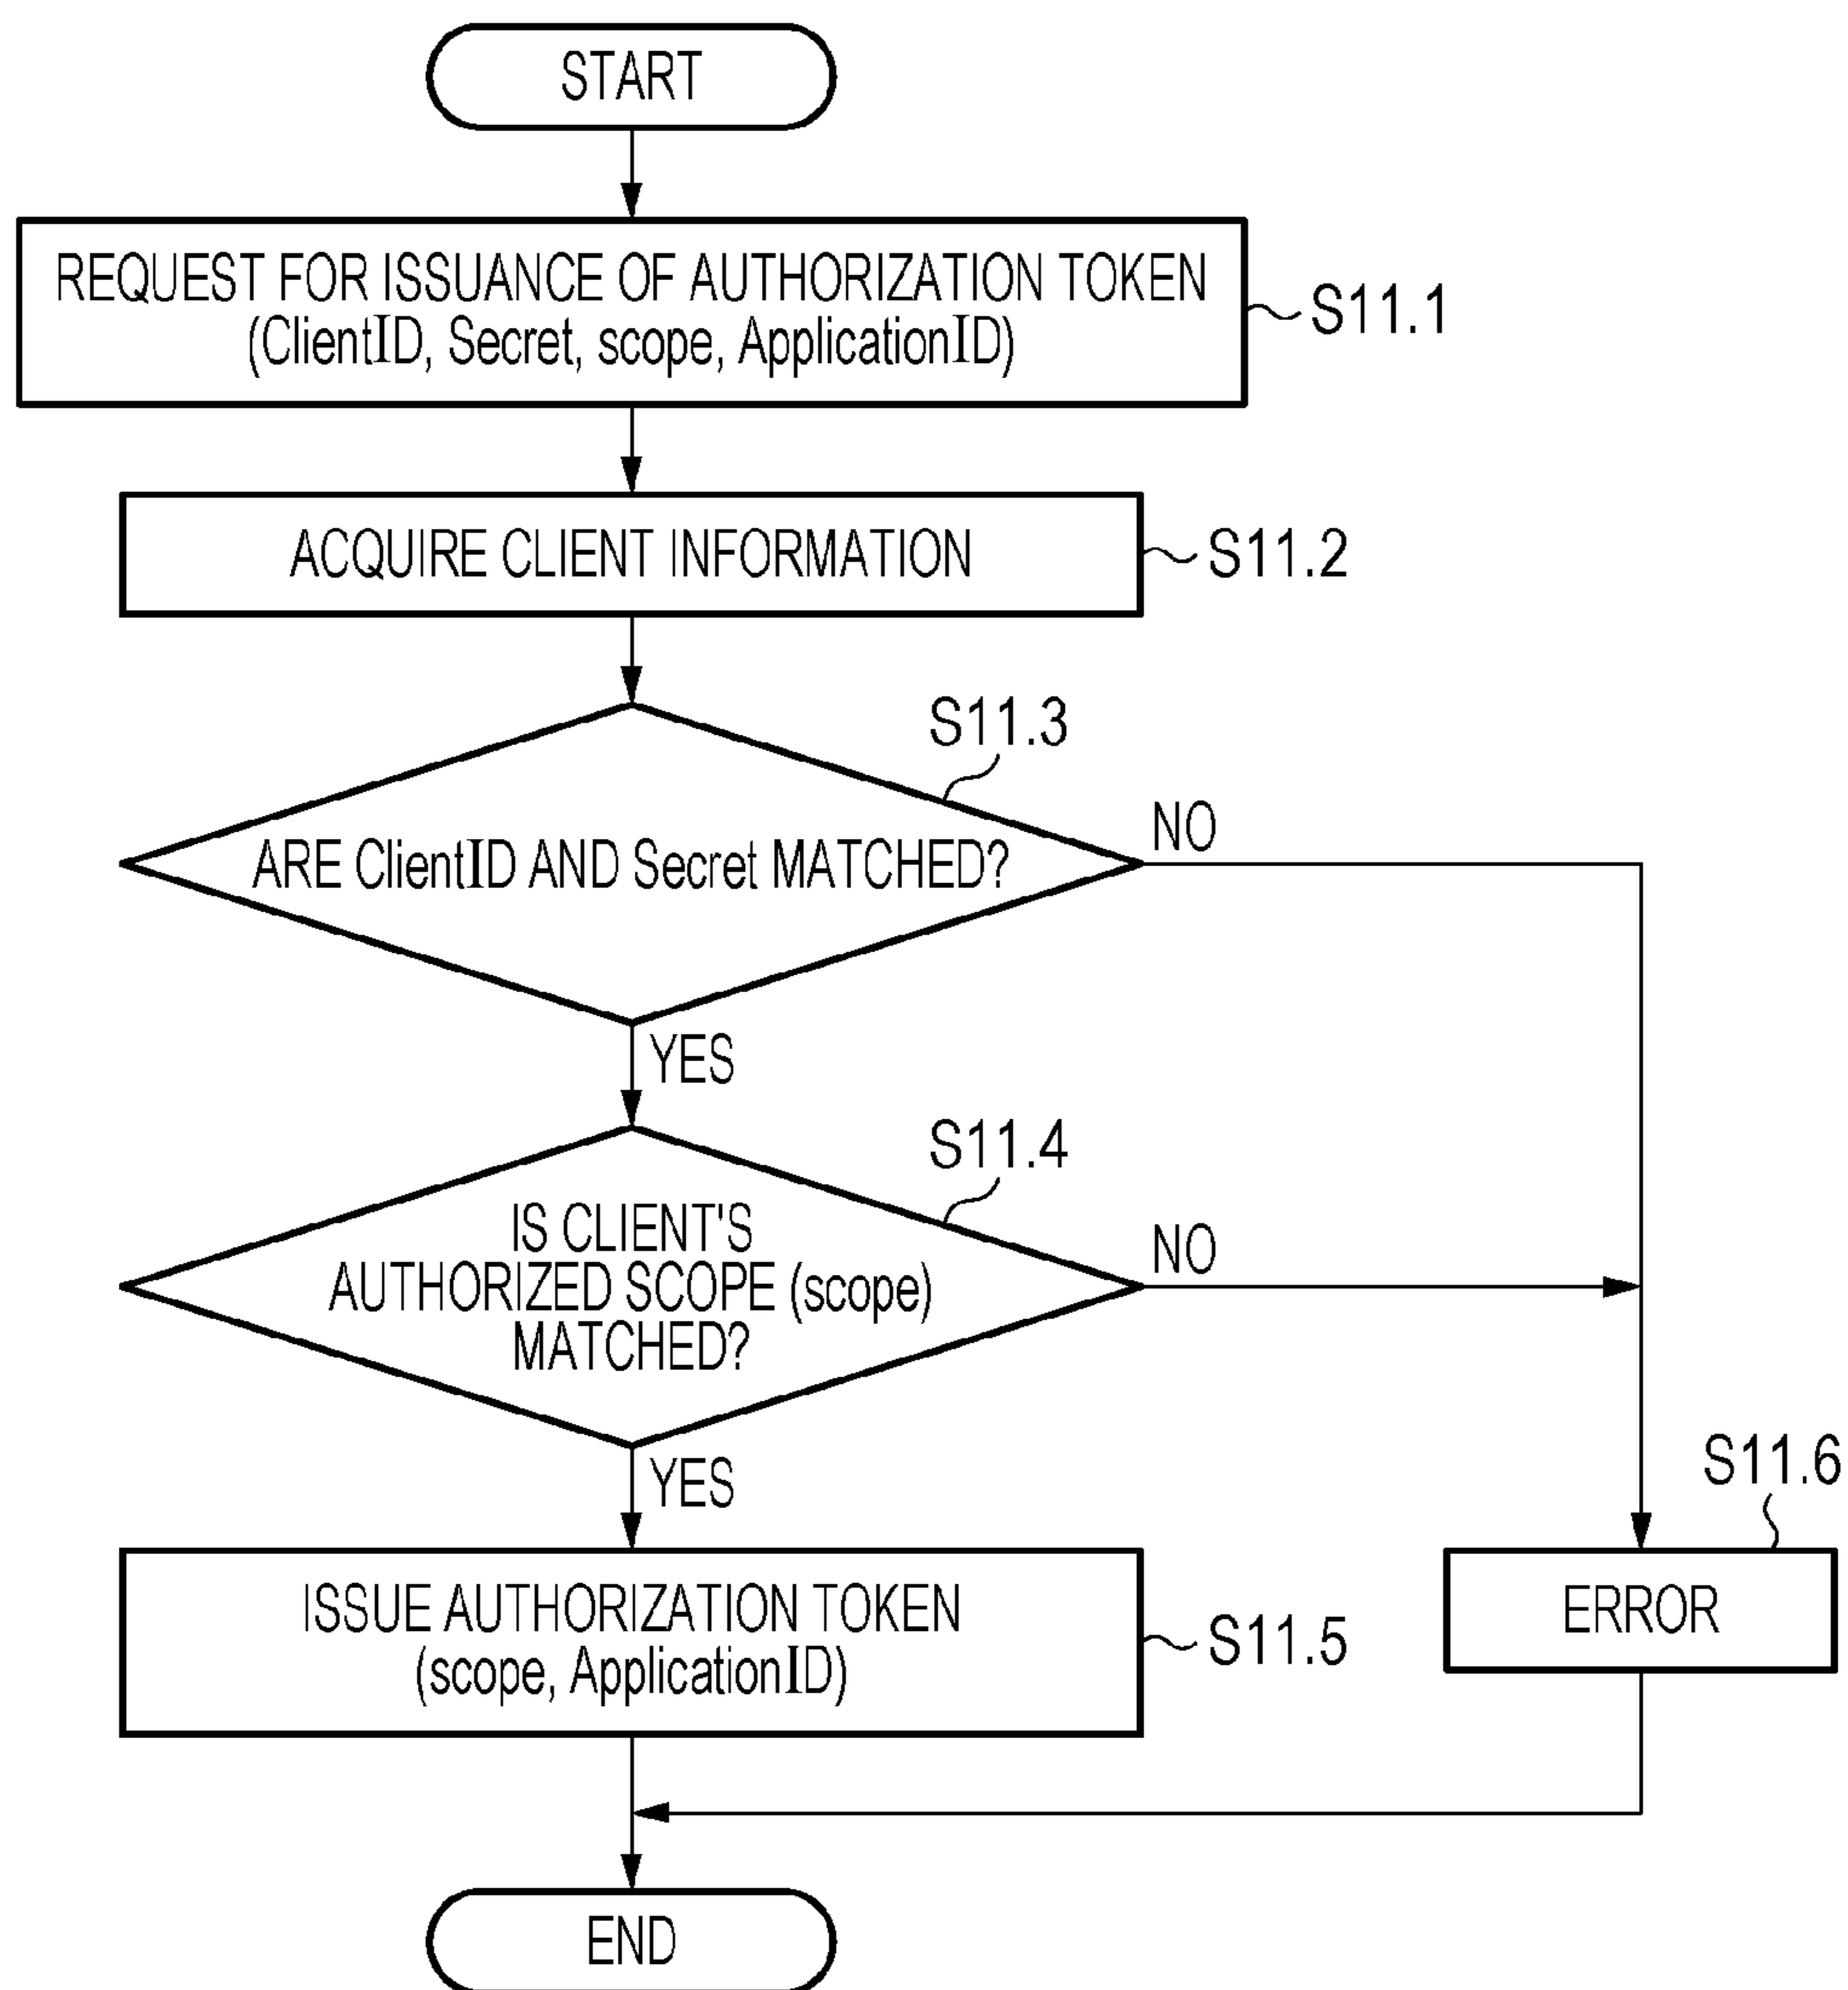 START
REQUEST FOR ISSUANCE OF AUTHORIZATION TOKEN
(ClientID, Secret, scope, ApplicationID)
S11.1
ACQUIRE CLIENT INFORMATION
S11.2
S11.3
ARE ClientID AND Secret MATCHED?
NO
YES
S11.4
IS CLIENT'S
AUTHORIZED SCOPE (scope)
MATCHED?
NO
YES
S11.6
ISSUE AUTHORIZATION TOKEN
(scope, ApplicationID)
S11.5
ERROR
END